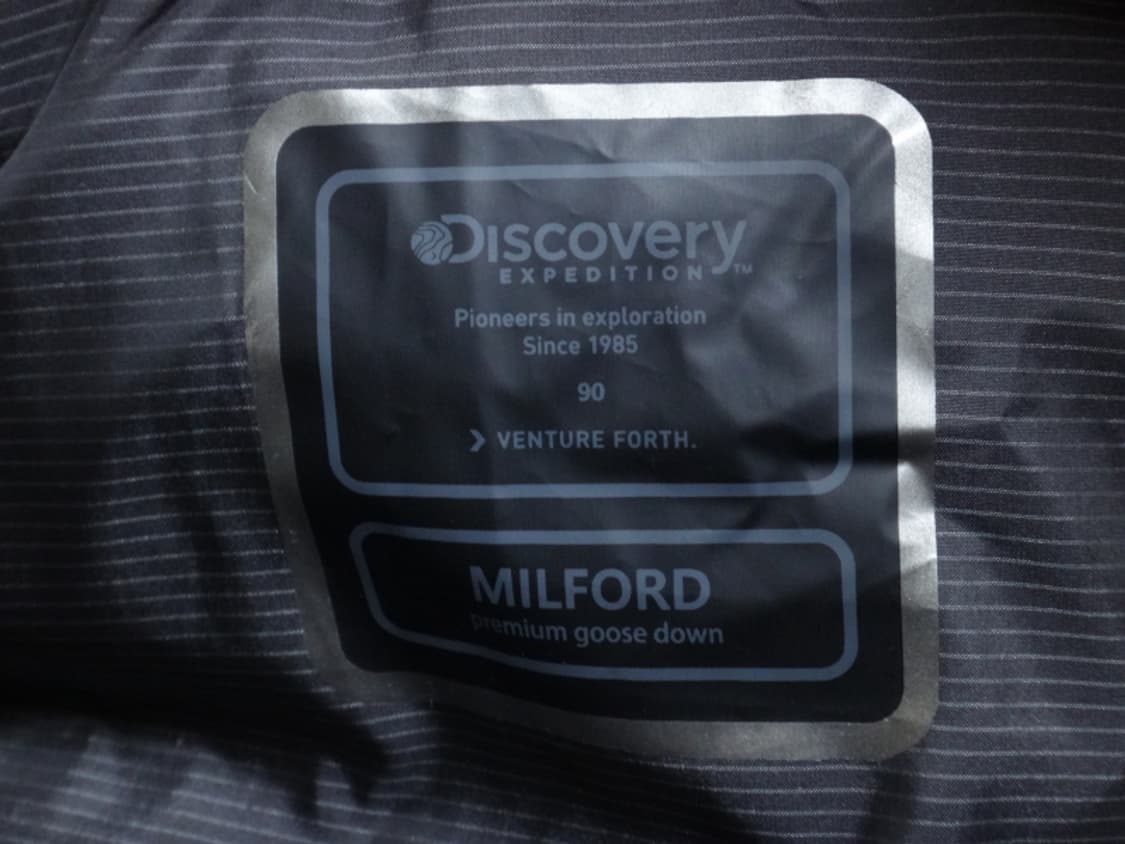 Discovery
EXPEDITION™
Pioneers in exploration
Since 1985
90
❯ VENTURE FORTH.
MILFORD
premium goose down